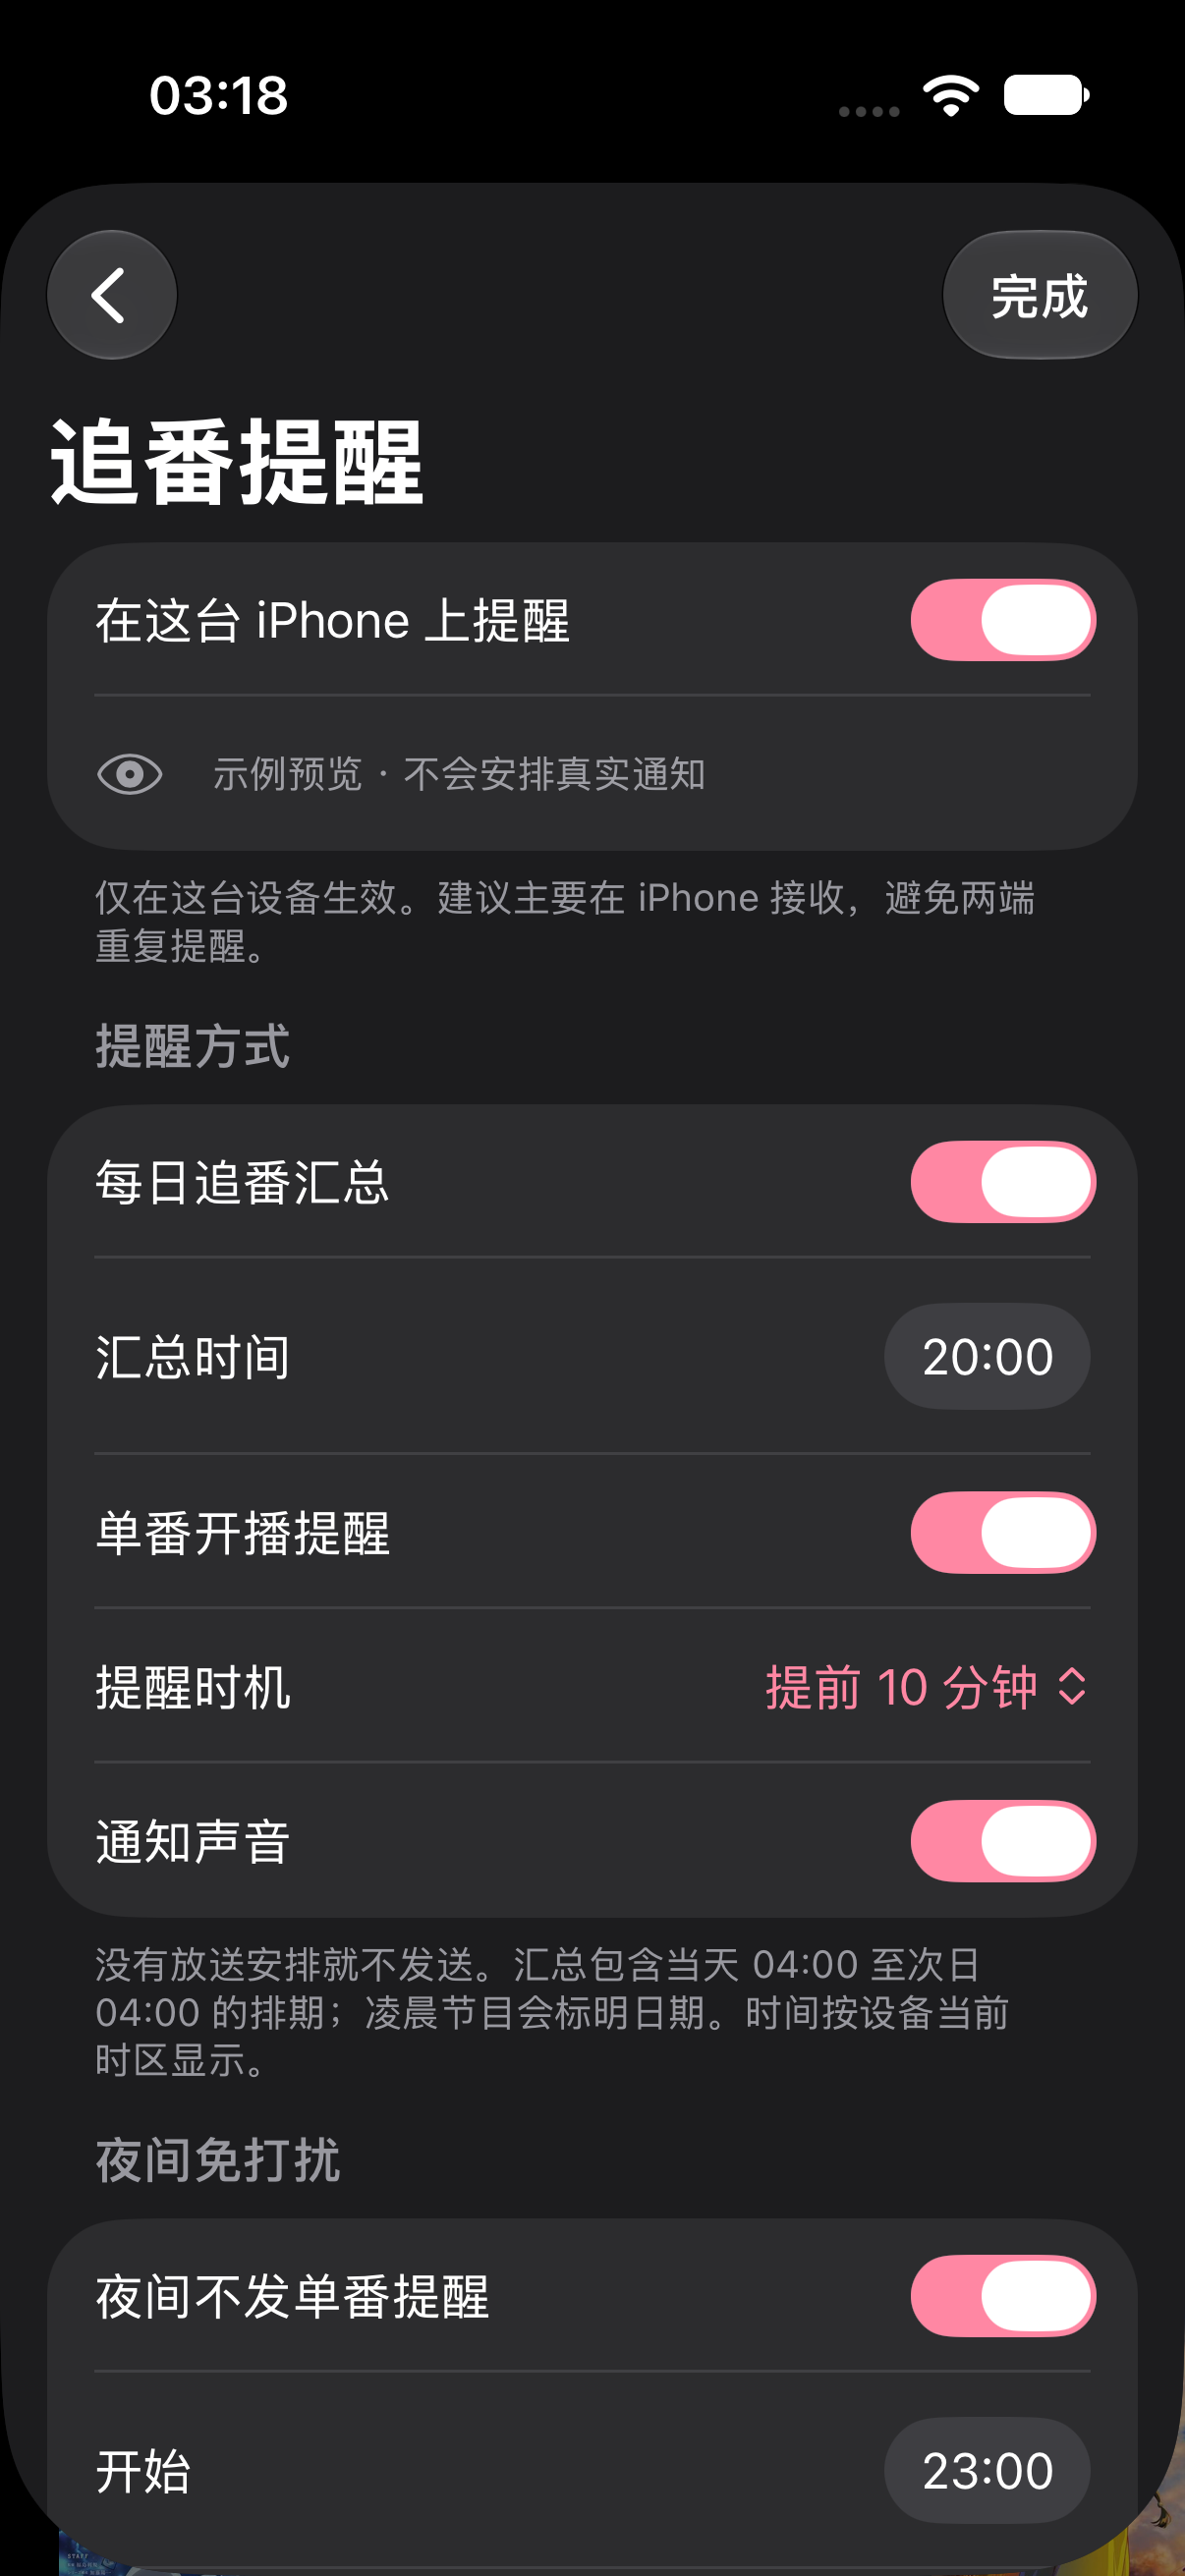 03:18
完成
追番提醒
在这台 iPhone 上提醒
示例预览 · 不会安排真实通知
仅在这台设备生效。建议主要在 iPhone 接收，避免两端
重复提醒。
提醒方式
每日追番汇总
汇总时间 20:00
单番开播提醒
提醒时机 提前 10 分钟
通知声音
没有放送安排就不发送。汇总包含当天 04:00 至次日
04:00 的排期；凌晨节目会标明日期。时间按设备当前
时区显示。
夜间免打扰
夜间不发单番提醒
开始 23:00